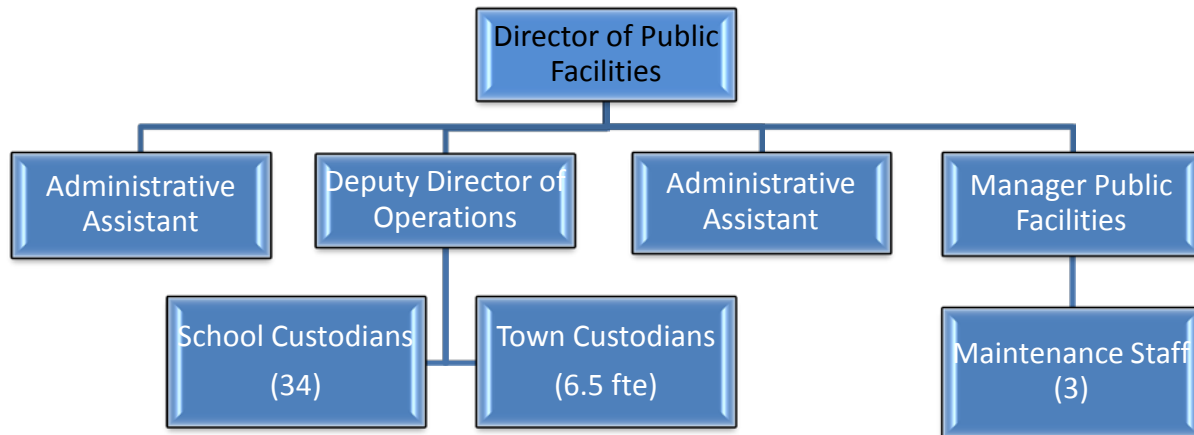 Director of Public
Facilities
Administrative
Assistant
Deputy Director of
Operations
Administrative
Assistant
Manager Public
Facilities
School Custodians
(34)
Town Custodians
(6.5 fte)
Maintenance Staff
(3)